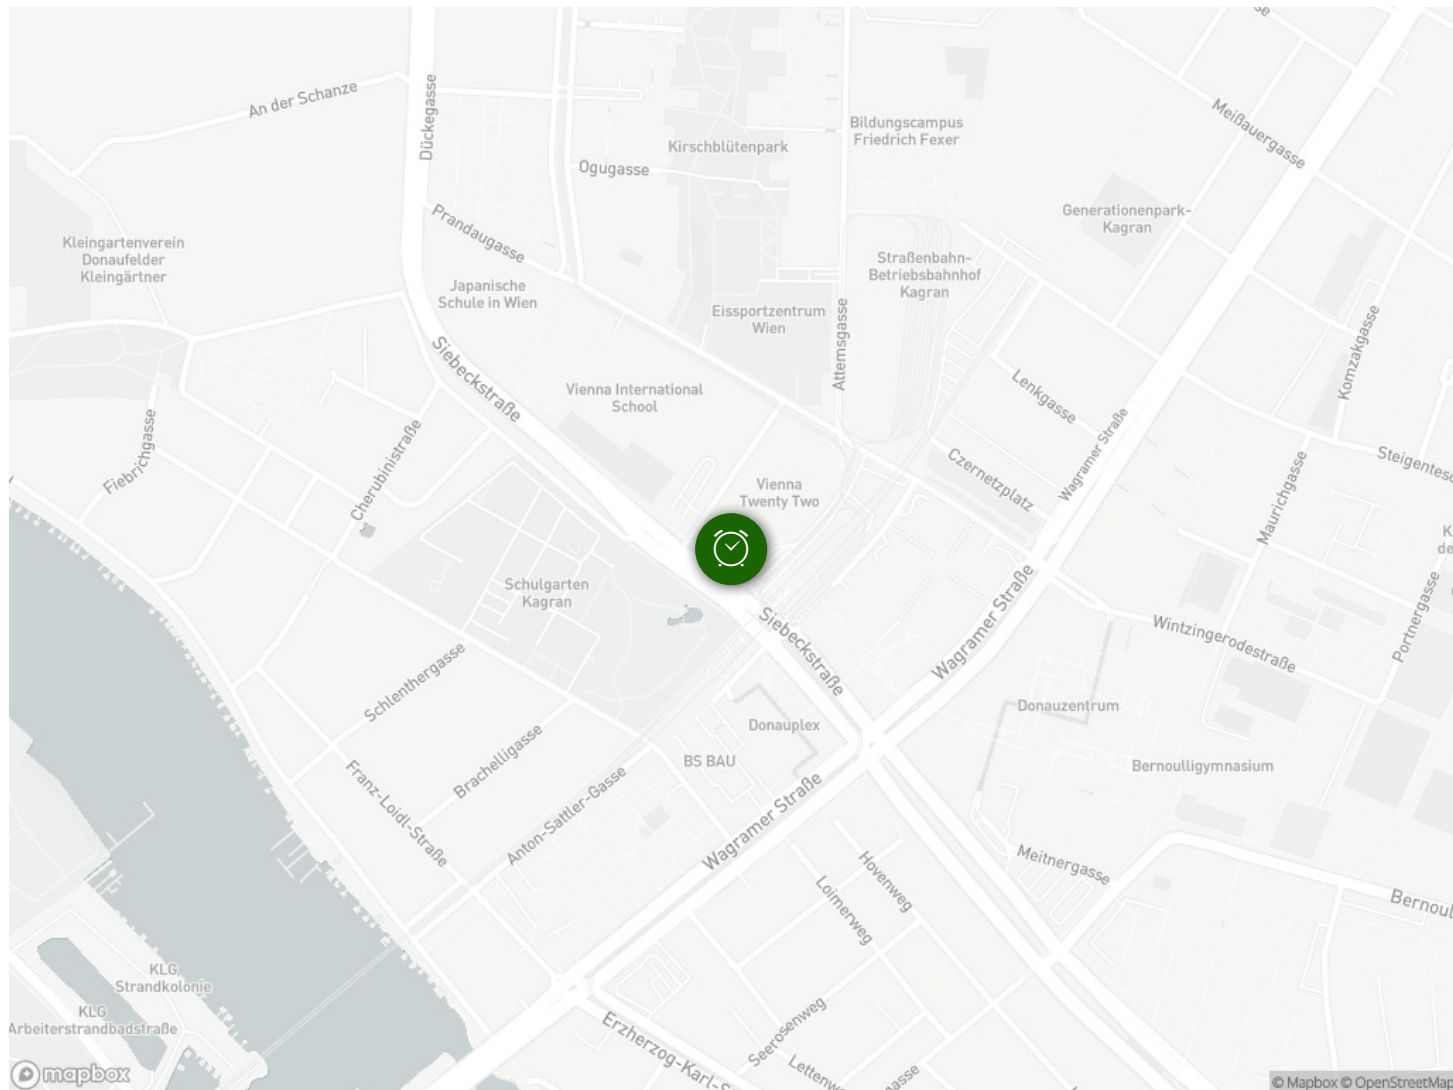 An der Schanze
Dückegasse
Kirschblütenpark
Bildungscampus
Friedrich Fexer
Meißauergasse
Ogugasse
Prandaugasse
Generationenpark-
Kagran
Kleingartenverein
Donaufelder
Kleingärtner
Japanische
Schule in Wien
Straßenbahn-
Betriebsbahnhof
Kagran
Eissportzentrum
Wien
Attemsgasse
Komzakgasse
Siebeckstraße
Vienna International
School
Lenkgasse
Wagramer Straße
Fiebrichgasse
Cherubinistraße
Czernetzplatz
Maurichgasse
Vienna
Twenty Two
Schulgarten
Kagran
Siebeckstraße
Wagramer Straße
Wintzingerodestraße
Portnergasse
Schlenthergasse
Donauplex
Donauzentrum
BS BAU
Bernoulligymnasium
Brachelligasse
Franz-Loidl-Straße
Anton-Sattler-Gasse
Wagramer Straße
Meitnergasse
Hovenweg
Loimerweg
KLG
Strandkolonie
KLG
Arbeiterstrandbadstraße
Seerosenweg
Erzherzog-Karl-S
mapbox
© Mapbox © OpenStreetMap